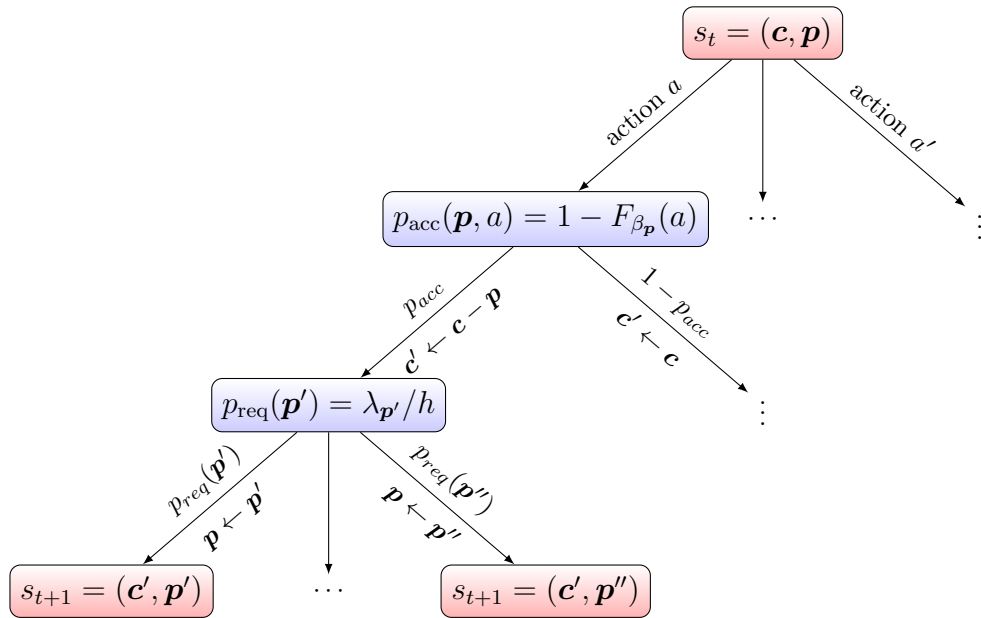 s_t = (c, p)
action a
action a′
p_acc(p, a) = 1 − F_{β_p}(a)
⋯
⋮
p_acc
c′ ← c − p
1 − p_acc
c′ ← c
p_req(p′) = λ_{p′}/h
⋮
p_req(p′)
p ← p′
p_req(p′′)
p ← p′′
s_{t+1} = (c′, p′)
⋯
s_{t+1} = (c′, p′′)